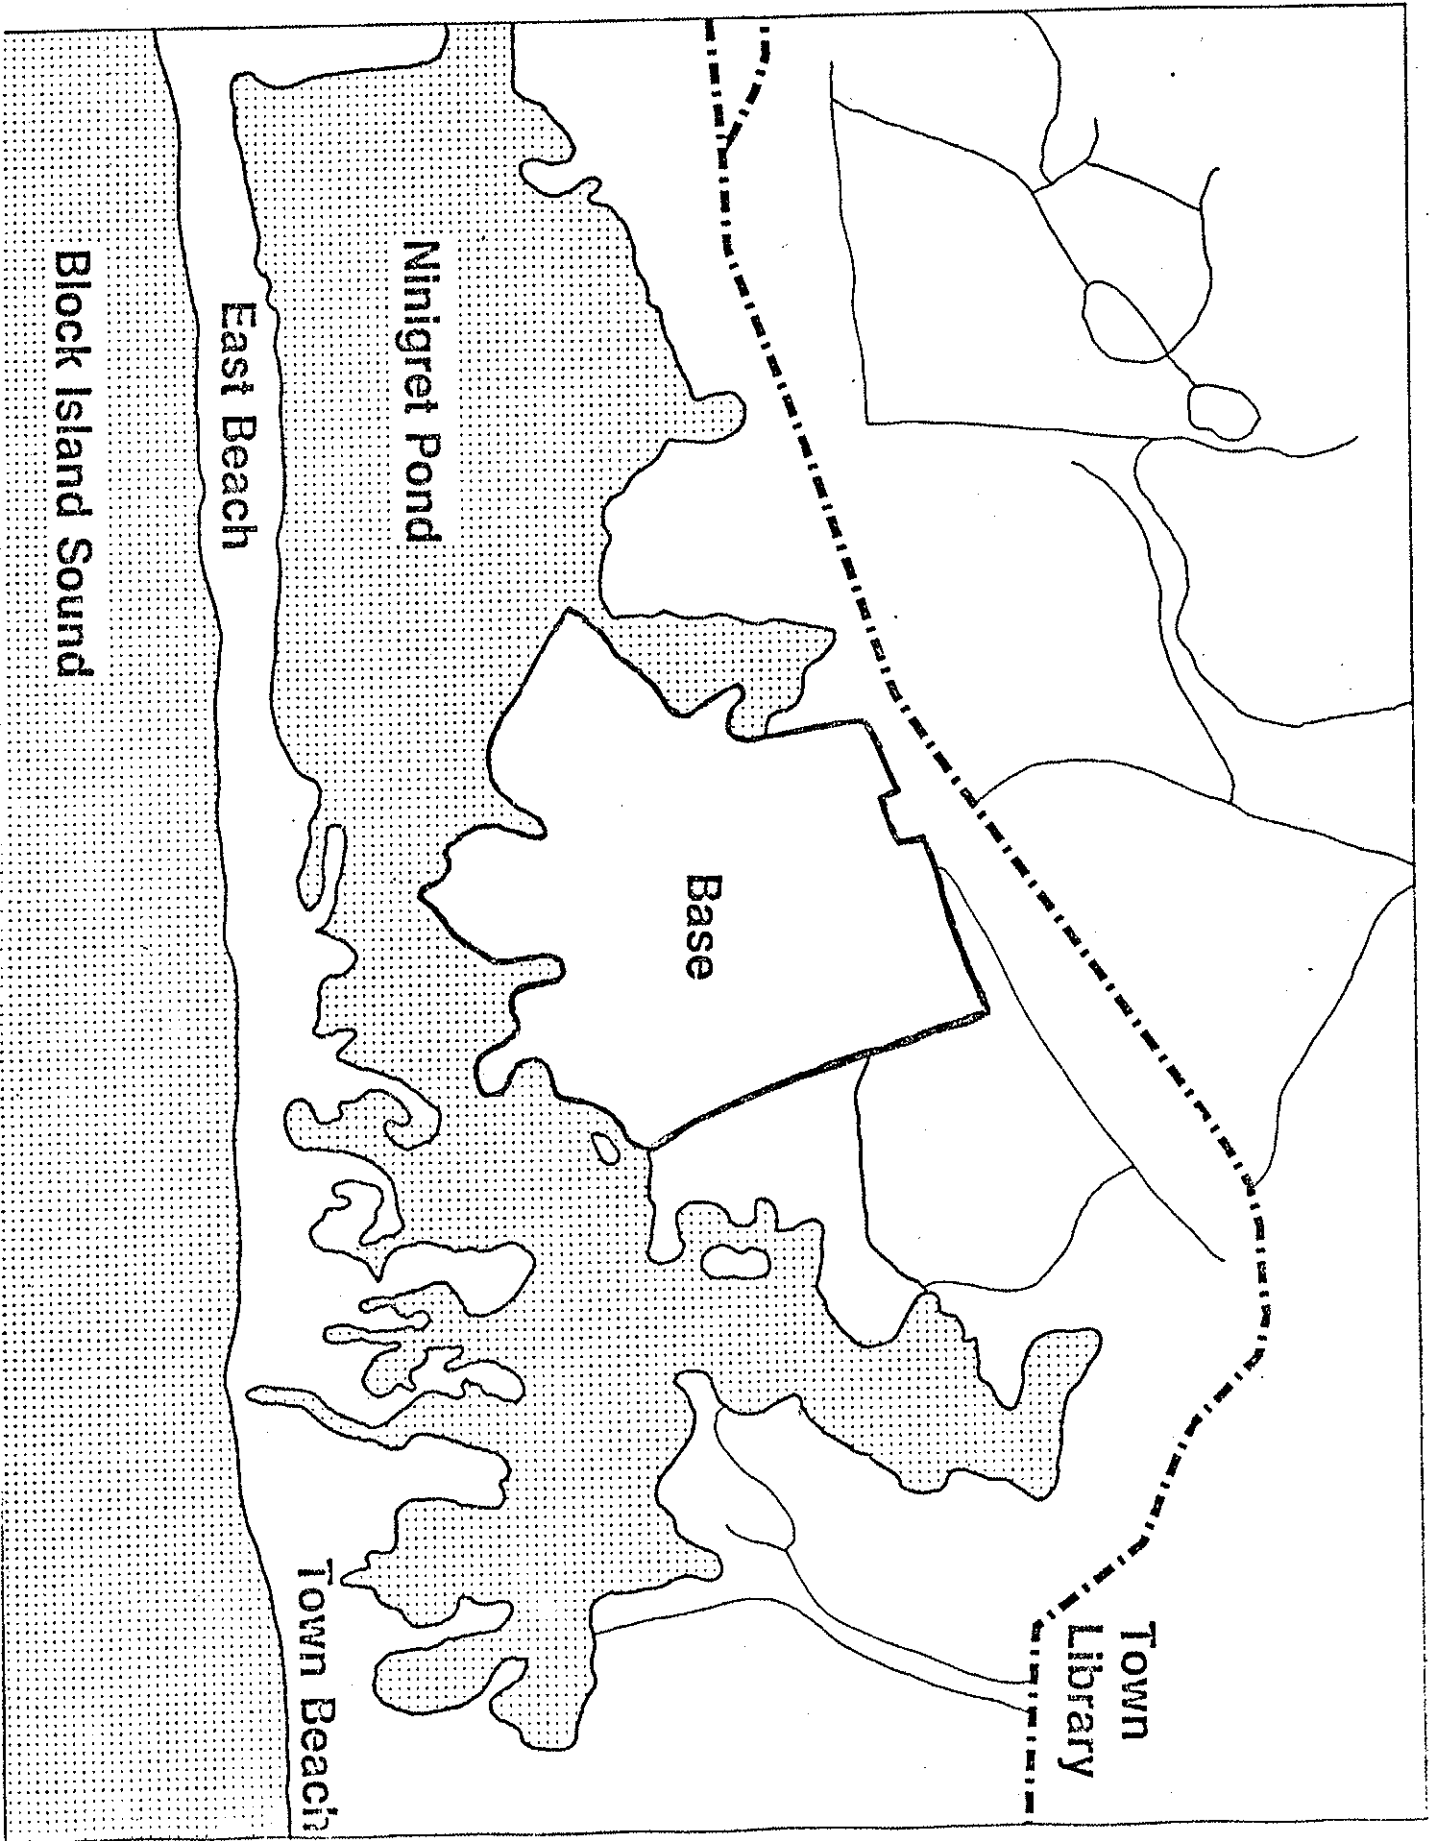 Town
Library
Base
Ninigret Pond
East Beach
Town Beach
Block Island Sound